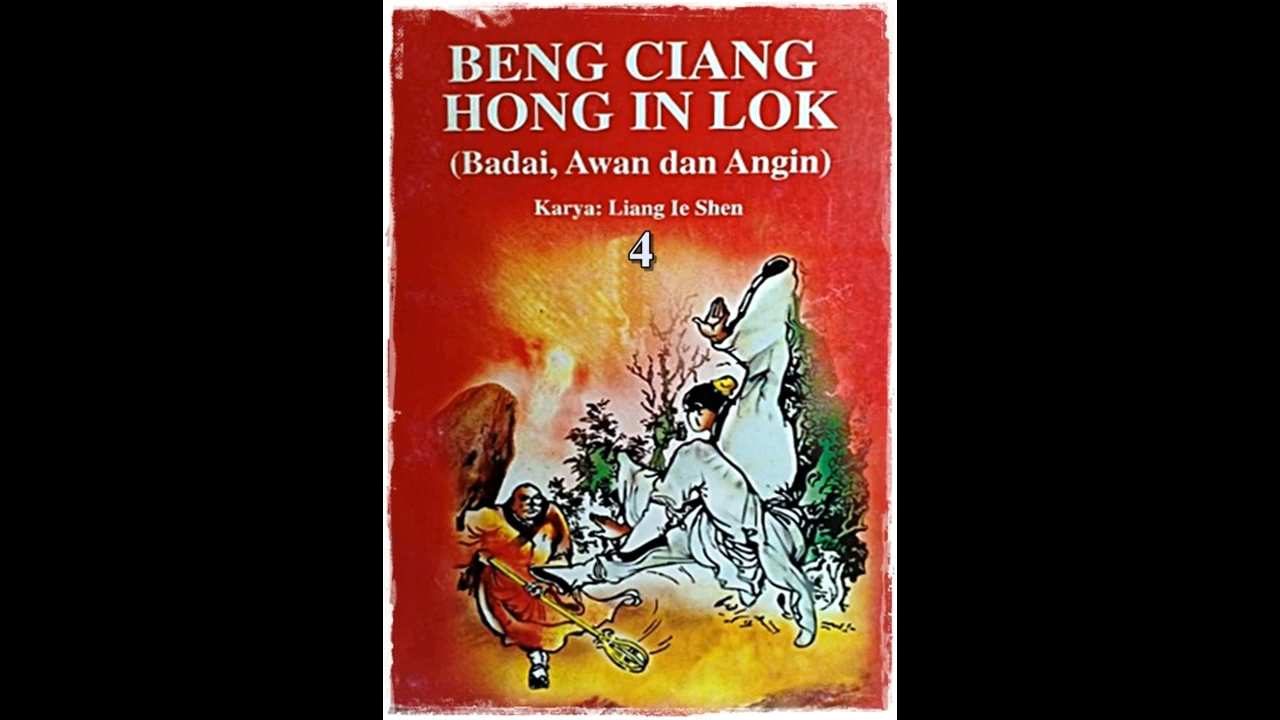 BENG CIANG
HONG IN LOK
(Badai, Awan dan Angin)
Karya: Liang Ie Shen
4